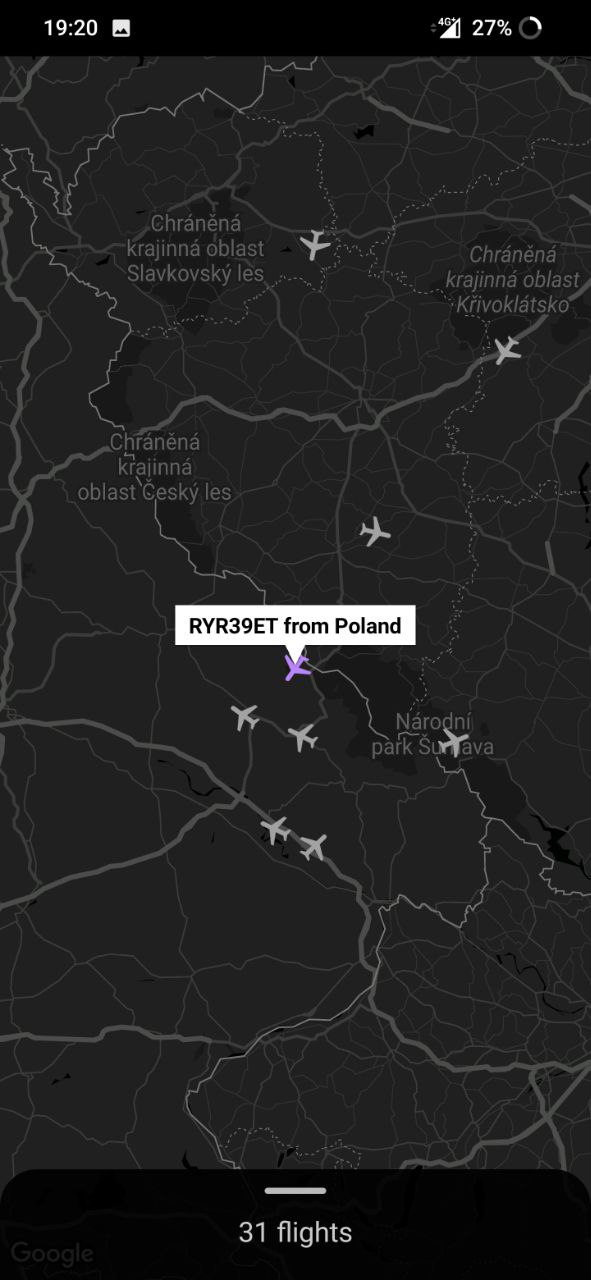 19:20
4G+
27%
Chráněná
krajinná oblast
Slavkovský les
Chráněná
krajinná oblast
Křivoklátsko
Chráněná
krajinná
oblast Český les
RYR39ET from Poland
Národní
park Šumava
31 flights
Google